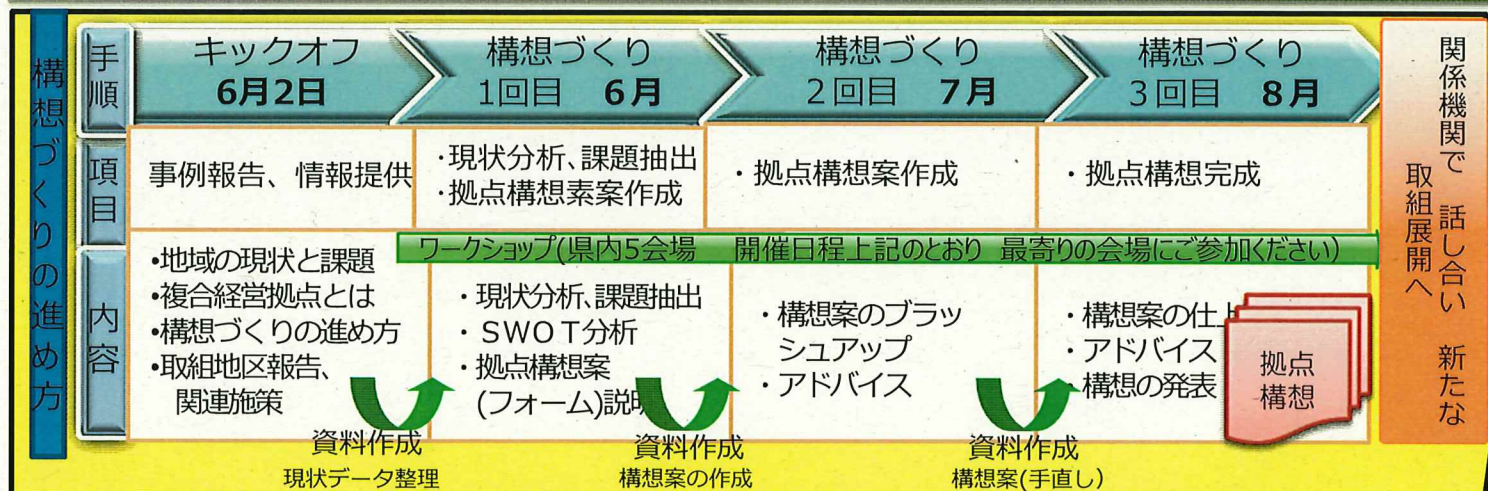 構想づくりの進め方
手順
キックオフ
6月2日
構想づくり
1回目 6月
構想づくり
2回目 7月
構想づくり
3回目 8月
項目
事例報告、情報提供
・現状分析、課題抽出
・拠点構想素案作成
・拠点構想案作成
・拠点構想完成
ワークショップ(県内5会場 開催日程上記のとおり 最寄りの会場にご参加ください)
内容
•地域の現状と課題
•複合経営拠点とは
•構想づくりの進め方
•取組地区報告、
関連施策
・現状分析、課題抽出
・SWOT分析
・拠点構想案
(フォーム)説明
・構想案のブラッ
シュアップ
・アドバイス
・構想案の仕上
・アドバイス
・構想の発表
拠点
構想
資料作成
現状データ整理
資料作成
構想案の作成
資料作成
構想案(手直し)
関係機関で 話し合い 新たな
取組展開へ